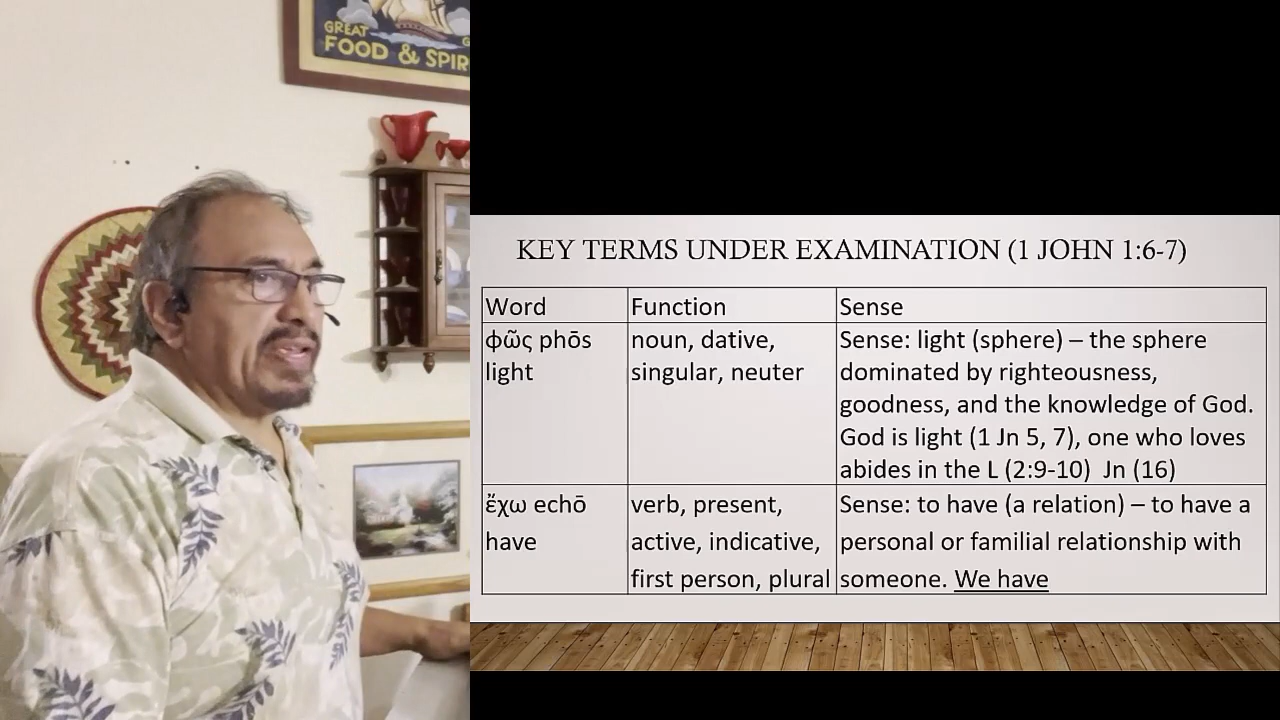 GREAT
FOOD & SPIR
KEY TERMS UNDER EXAMINATION (1 JOHN 1:6-7)
Word Function Sense
φῶς phōs noun, dative, Sense: light (sphere) – the sphere
light singular, neuter dominated by righteousness,
goodness, and the knowledge of God.
God is light (1 Jn 5, 7), one who loves
abides in the L (2:9-10) Jn (16)
ἔχω echō verb, present, Sense: to have (a relation) – to have a
have active, indicative, personal or familial relationship with
first person, plural someone. We have